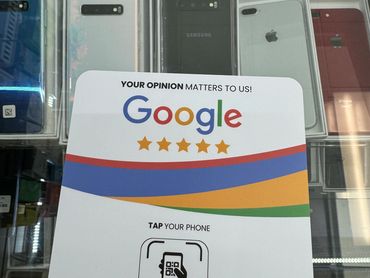 SAMSUNG
YOUR OPINION MATTERS TO US!
Google
TAP YOUR PHONE